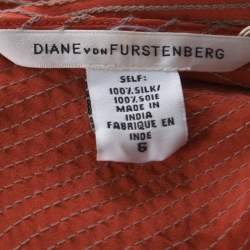 DIANE VON FURSTENBERG
SELF:
100% SILK/
100% SOIE
MADE IN
INDIA
FABRIQUE EN
INDE
6